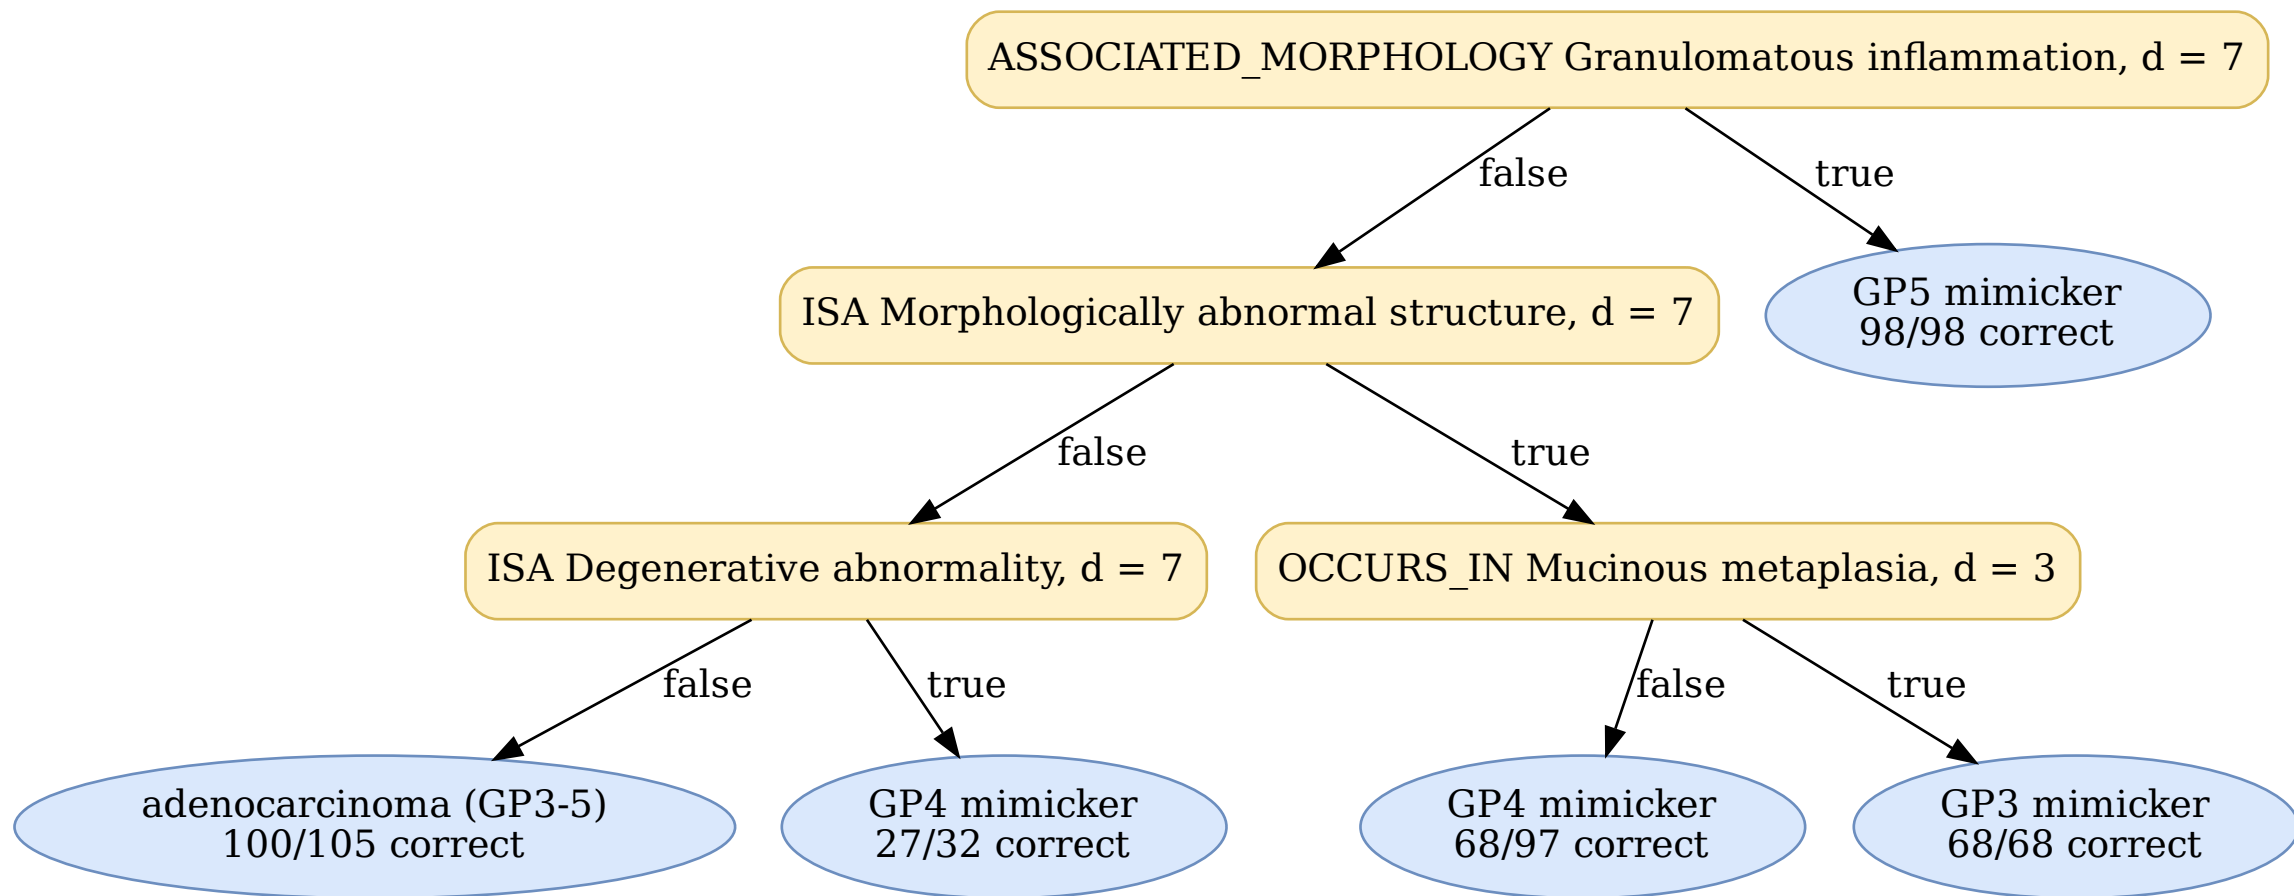 ASSOCIATED_MORPHOLOGY Granulomatous inflammation, d = 7
false
true
ISA Morphologically abnormal structure, d = 7
GP5 mimicker
98/98 correct
false
true
ISA Degenerative abnormality, d = 7
OCCURS_IN Mucinous metaplasia, d = 3
false
true
false
true
adenocarcinoma (GP3-5)
100/105 correct
GP4 mimicker
27/32 correct
GP4 mimicker
68/97 correct
GP3 mimicker
68/68 correct